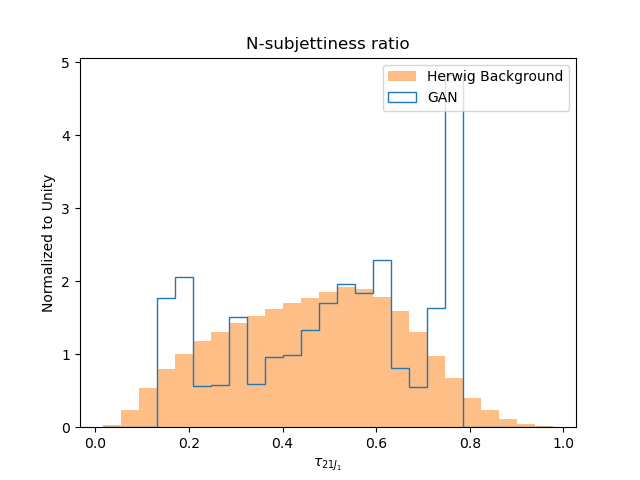 N-subjettiness ratio
Herwig Background
GAN
Normalized to Unity
5
4
3
2
1
0
0.0 0.2 0.4 0.6 0.8 1.0
τ₂₁J₁